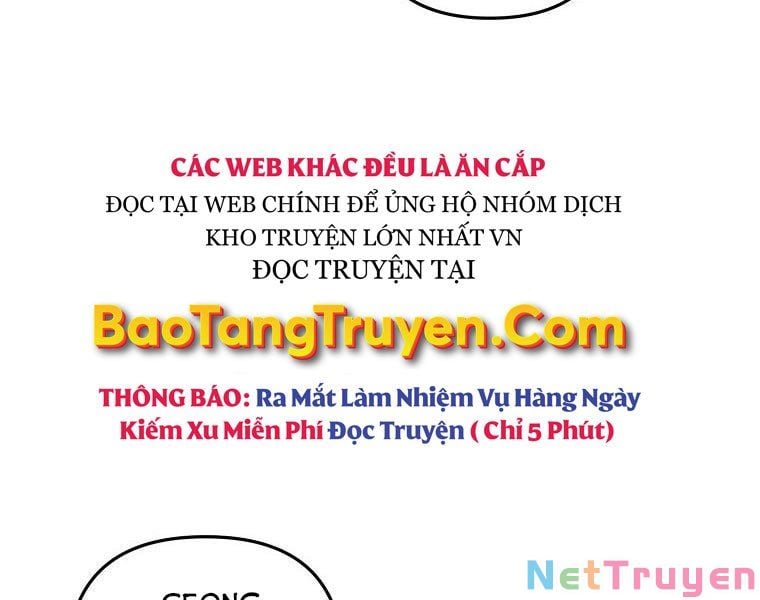 CÁC WEB KHÁC ĐỀU LÀ ĂN CẮP
ĐỌC TẠI WEB CHÍNH ĐỂ ỦNG HỘ NHÓM DỊCH
KHO TRUYỆN LỚN NHẤT VN
ĐỌC TRUYỆN TẠI
BaoTangTruyen.Com
THÔNG BÁO: Ra Mắt Làm Nhiệm Vụ Hàng Ngày
Kiếm Xu Miễn Phí Đọc Truyện ( Chỉ 5 Phút)
NetTruyen